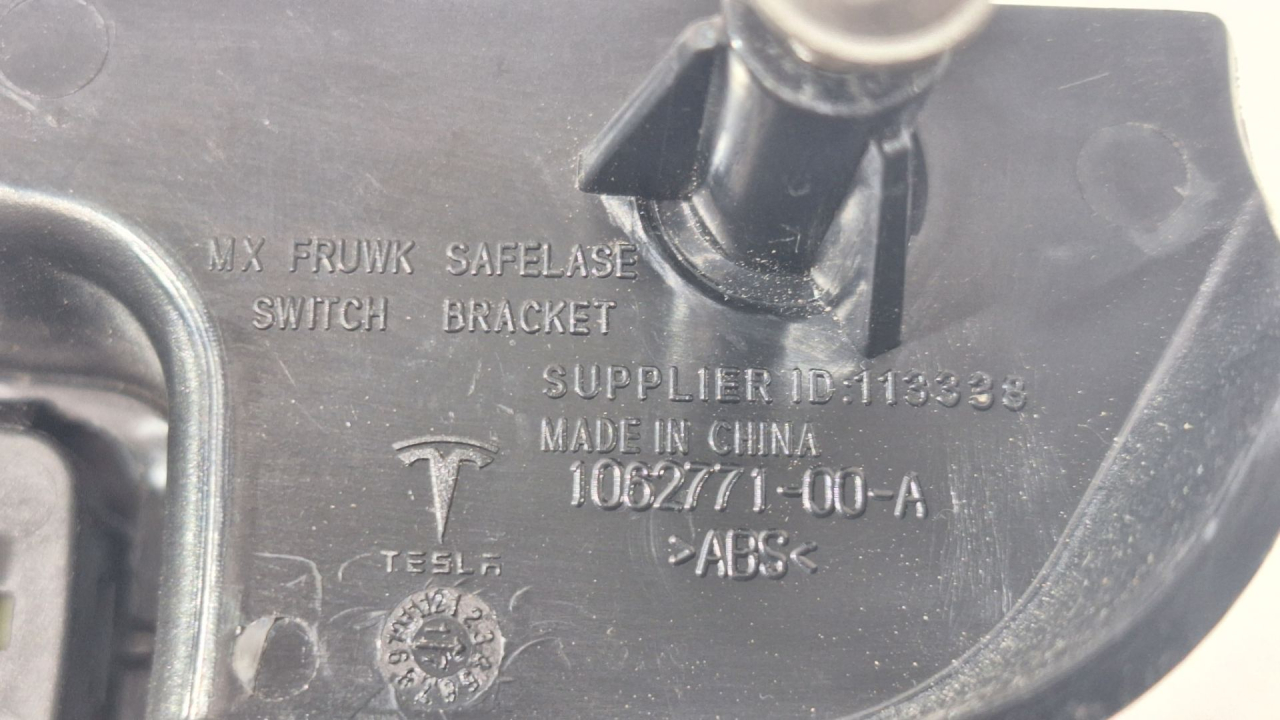 MX FRUWK SAFELASE
SWITCH BRACKET
SUPPLIER ID:113338
MADE IN CHINA
1062771-00-A
>ABS<
TESLA